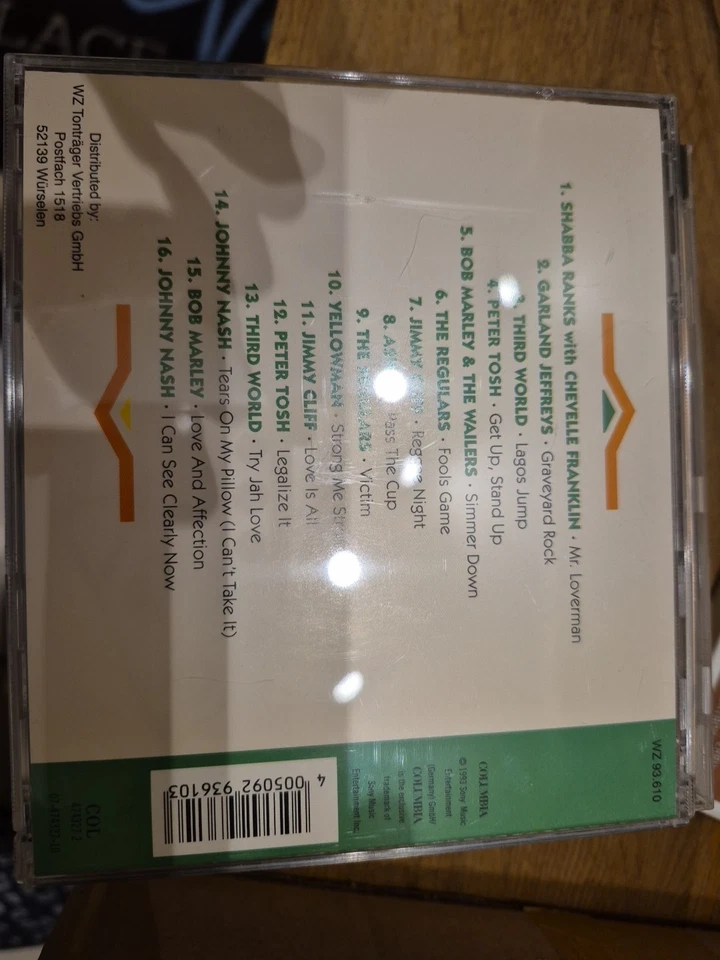 WZ 93.610
1. SHABBA RANKS with CHEVELLE FRANKLIN · Mr. Loverman
2. GARLAND JEFFREYS · Graveyard Rock
3. THIRD WORLD · Lagos Jump
4. PETER TOSH · Get Up, Stand Up
5. BOB MARLEY & THE WAILERS · Simmer Down
6. THE REGULARS · Fools Game
7. JIMMY · Reggae Night
8. Pass The Cup
9. THE REGULARS · Victim
10. YELLOWMAN · Strong Me
11. JIMMY CLIFF · Love Is All
12. PETER TOSH · Legalize It
13. THIRD WORLD · Try Jah Love
14. JOHNNY NASH · Tears On My Pillow (I Can't Take It)
15. BOB MARLEY · Love And Affection
16. JOHNNY NASH · I Can See Clearly Now
Distributed by:
WZ Tonträger Vertriebs GmbH
Postfach 1518
52139 Würselen
COLUMBIA
© 1993 Sony Music
Entertainment
(Germany) GmbH/
COLUMBIA
is the exclusive
trademark of
Sony Music
Entertainment Inc.
4 005092 936103
COL